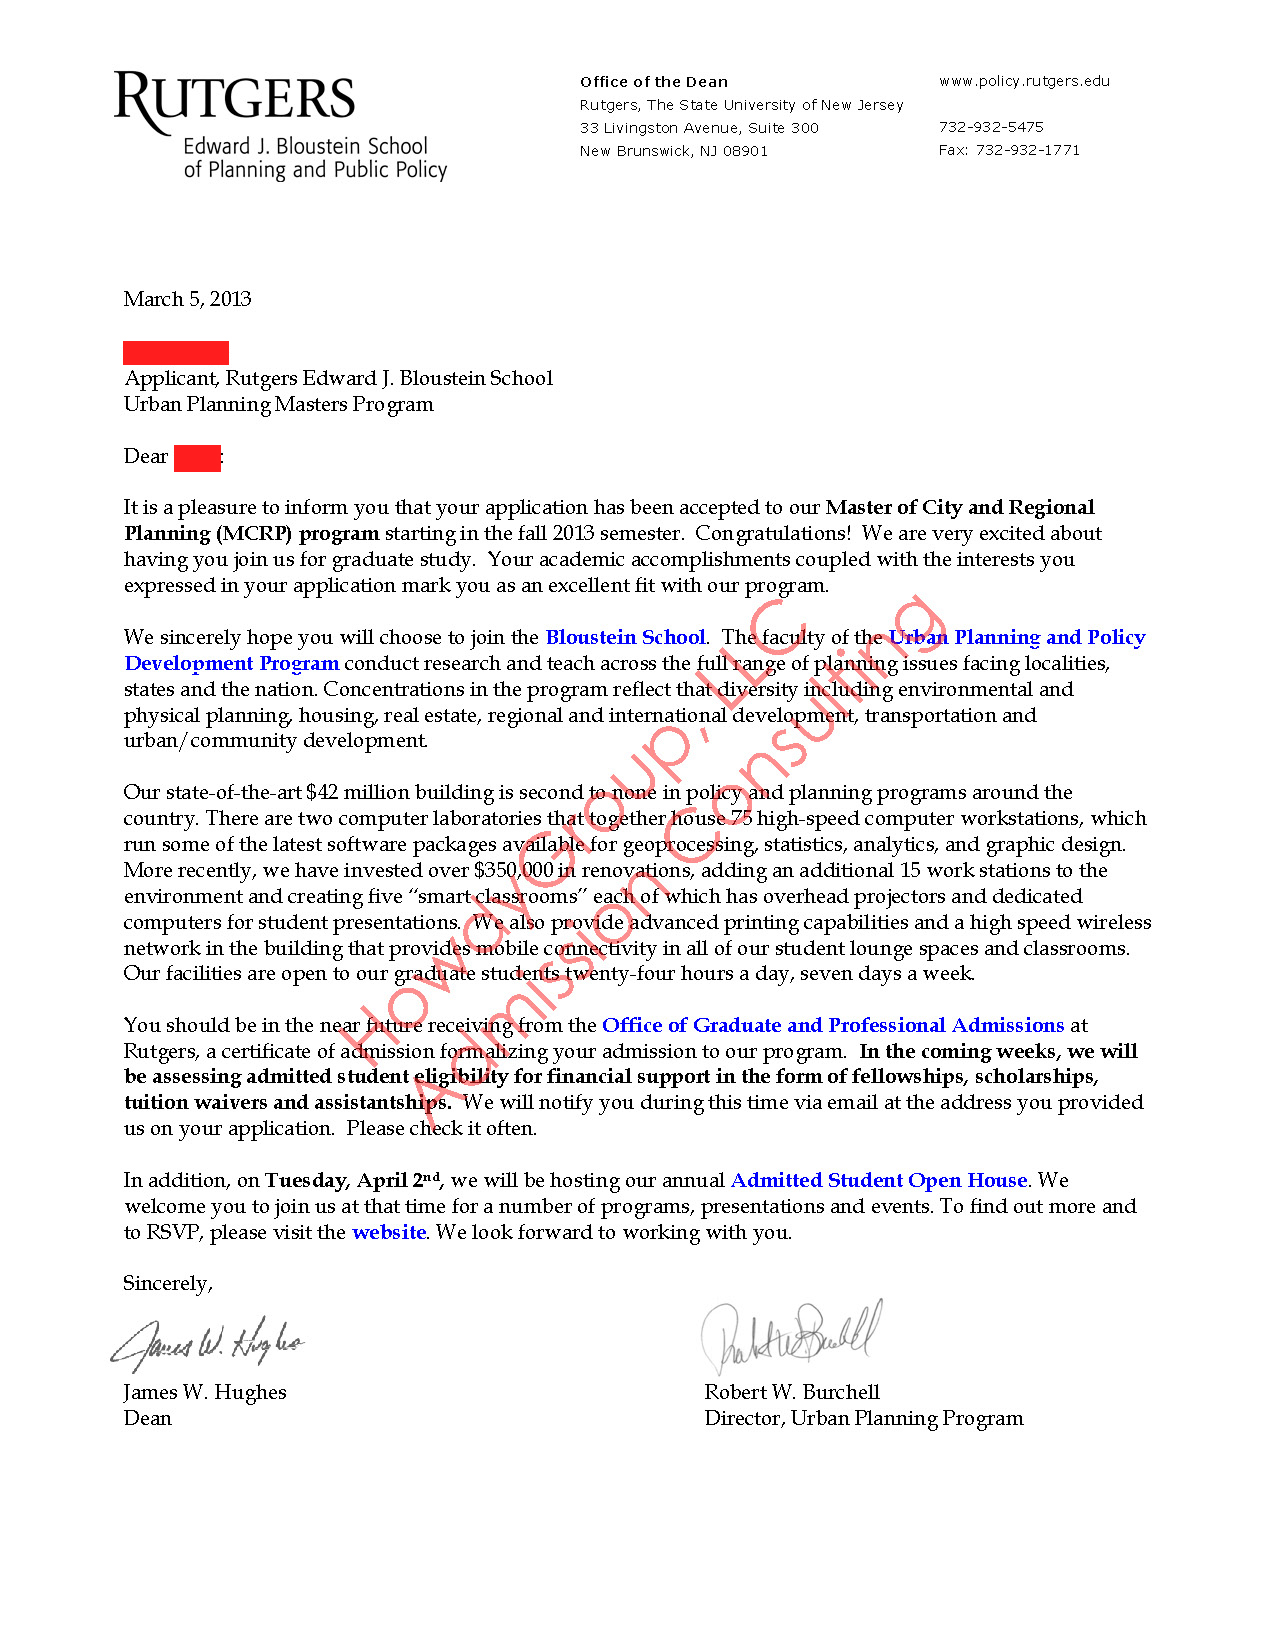 RUTGERS
Edward J. Bloustein School
of Planning and Public Policy
Office of the Dean
Rutgers, The State University of New Jersey
33 Livingston Avenue, Suite 300
New Brunswick, NJ 08901
www.policy.rutgers.edu
732-932-5475
Fax: 732-932-1771
March 5, 2013
Applicant, Rutgers Edward J. Bloustein School
Urban Planning Masters Program
Dear :
It is a pleasure to inform you that your application has been accepted to our Master of City and Regional
Planning (MCRP) program starting in the fall 2013 semester. Congratulations! We are very excited about
having you join us for graduate study. Your academic accomplishments coupled with the interests you
expressed in your application mark you as an excellent fit with our program.
We sincerely hope you will choose to join the Bloustein School. The faculty of the Urban Planning and Policy
Development Program conduct research and teach across the full range of planning issues facing localities,
states and the nation. Concentrations in the program reflect that diversity including environmental and
physical planning, housing, real estate, regional and international development, transportation and
urban/community development.
Our state-of-the-art $42 million building is second to none in policy and planning programs around the
country. There are two computer laboratories that together house 75 high-speed computer workstations, which
run some of the latest software packages available for geoprocessing, statistics, analytics, and graphic design.
More recently, we have invested over $350,000 in renovations, adding an additional 15 work stations to the
environment and creating five “smart classrooms” each of which has overhead projectors and dedicated
computers for student presentations. We also provide advanced printing capabilities and a high speed wireless
network in the building that provides mobile connectivity in all of our student lounge spaces and classrooms.
Our facilities are open to our graduate students twenty-four hours a day, seven days a week.
You should be in the near future receiving from the Office of Graduate and Professional Admissions at
Rutgers, a certificate of admission formalizing your admission to our program. In the coming weeks, we will
be assessing admitted student eligibility for financial support in the form of fellowships, scholarships,
tuition waivers and assistantships. We will notify you during this time via email at the address you provided
us on your application. Please check it often.
In addition, on Tuesday, April 2nd, we will be hosting our annual Admitted Student Open House. We
welcome you to join us at that time for a number of programs, presentations and events. To find out more and
to RSVP, please visit the website. We look forward to working with you.
Sincerely,
James W. Hughes
Robert W. Burchell
James W. Hughes
Dean
Robert W. Burchell
Director, Urban Planning Program
HowdyGroup, LLC
Admission Consulting